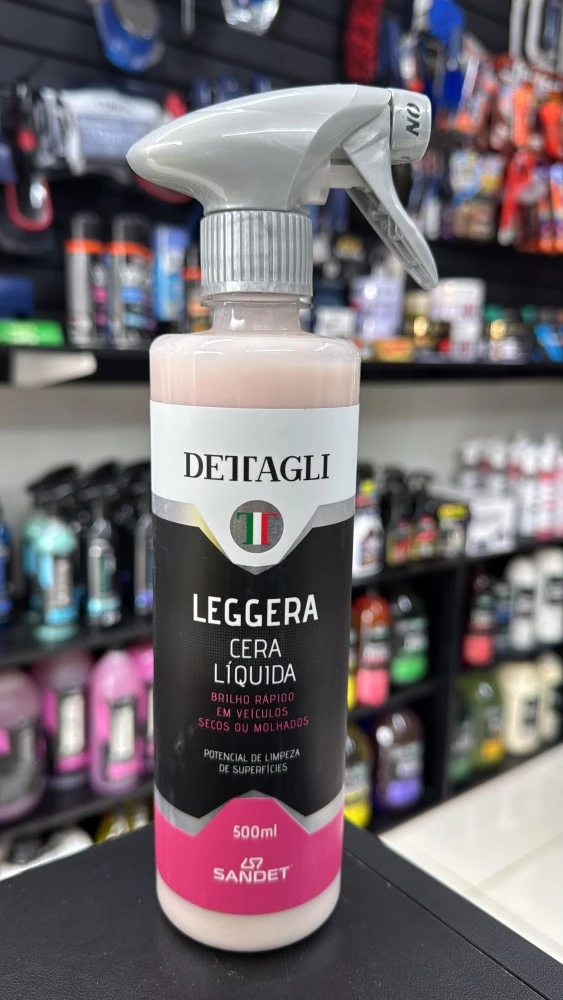 ON
DETTAGLI
LEGGERA
CERA
LÍQUIDA
BRILHO RÁPIDO
EM VEÍCULOS
SECOS OU MOLHADOS
POTENCIAL DE LIMPEZA
DE SUPERFÍCIES
500ml
SANDET